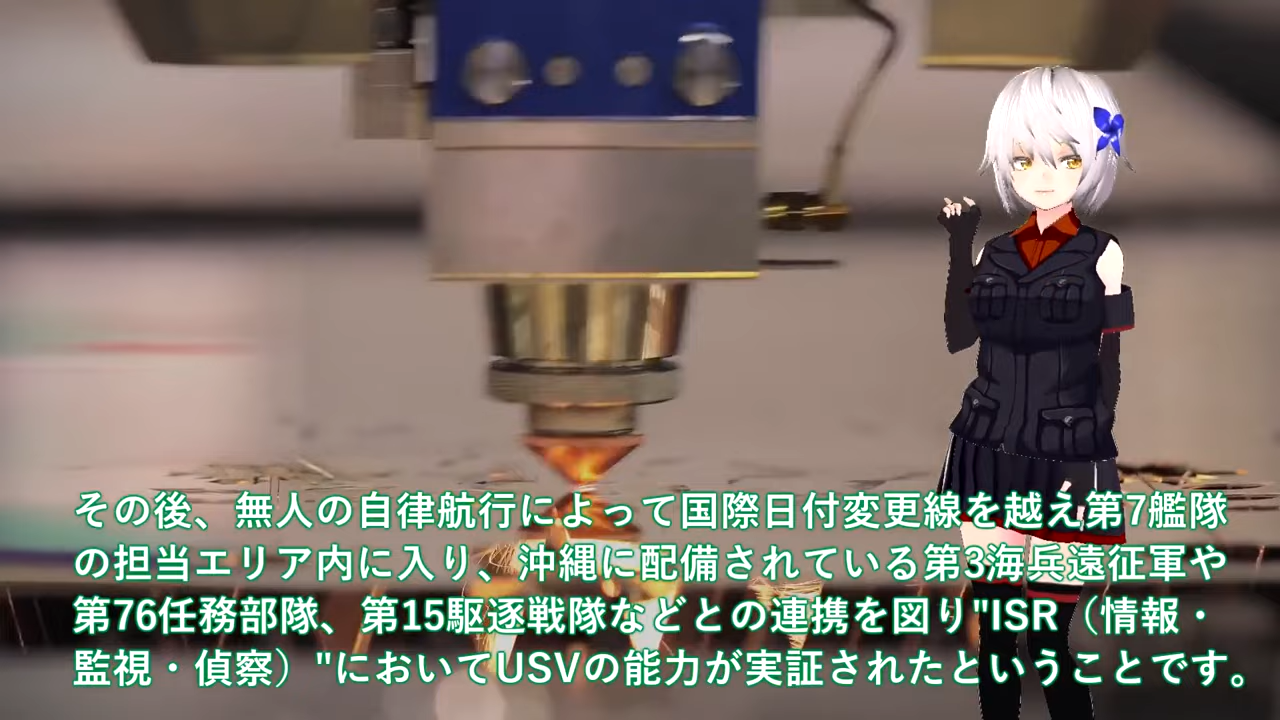 その後、無人の自律航行によって国際日付変更線を越え第7艦隊
の担当エリア内に入り、沖縄に配備されている第3海兵遠征軍や
第76任務部隊、第15駆逐戦隊などとの連携を図り"ISR（情報・
監視・偵察）"においてUSVの能力が実証されたということです。